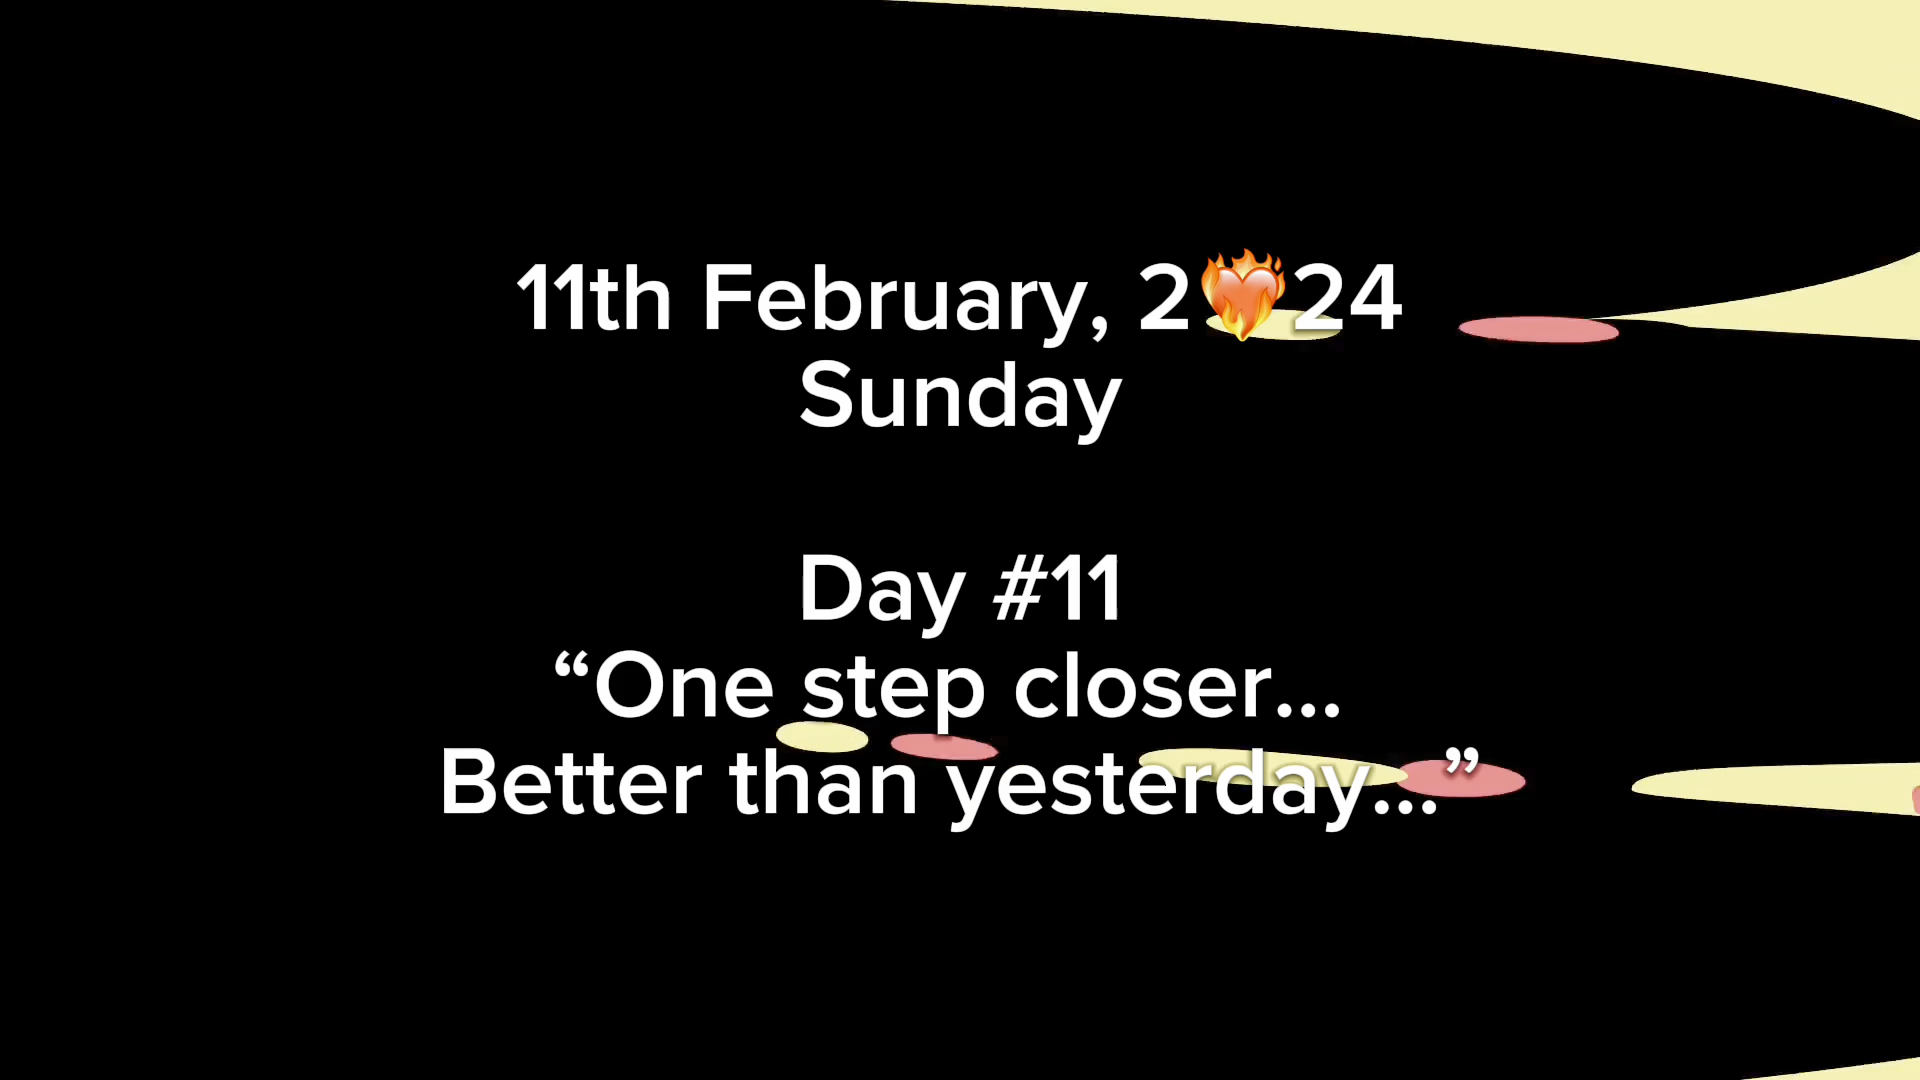 11th February, 2❤️‍🔥24
Sunday
Day #11
“One step closer...
Better than yesterday...”